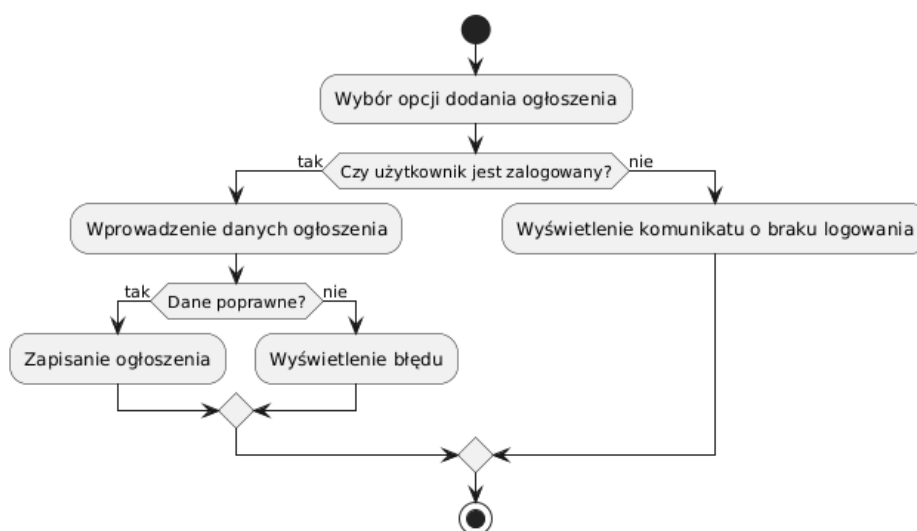 Wybór opcji dodania ogłoszenia
tak
Czy użytkownik jest zalogowany?
nie
Wprowadzenie danych ogłoszenia
Wyświetlenie komunikatu o braku logowania
tak
Dane poprawne?
nie
Zapisanie ogłoszenia
Wyświetlenie błędu